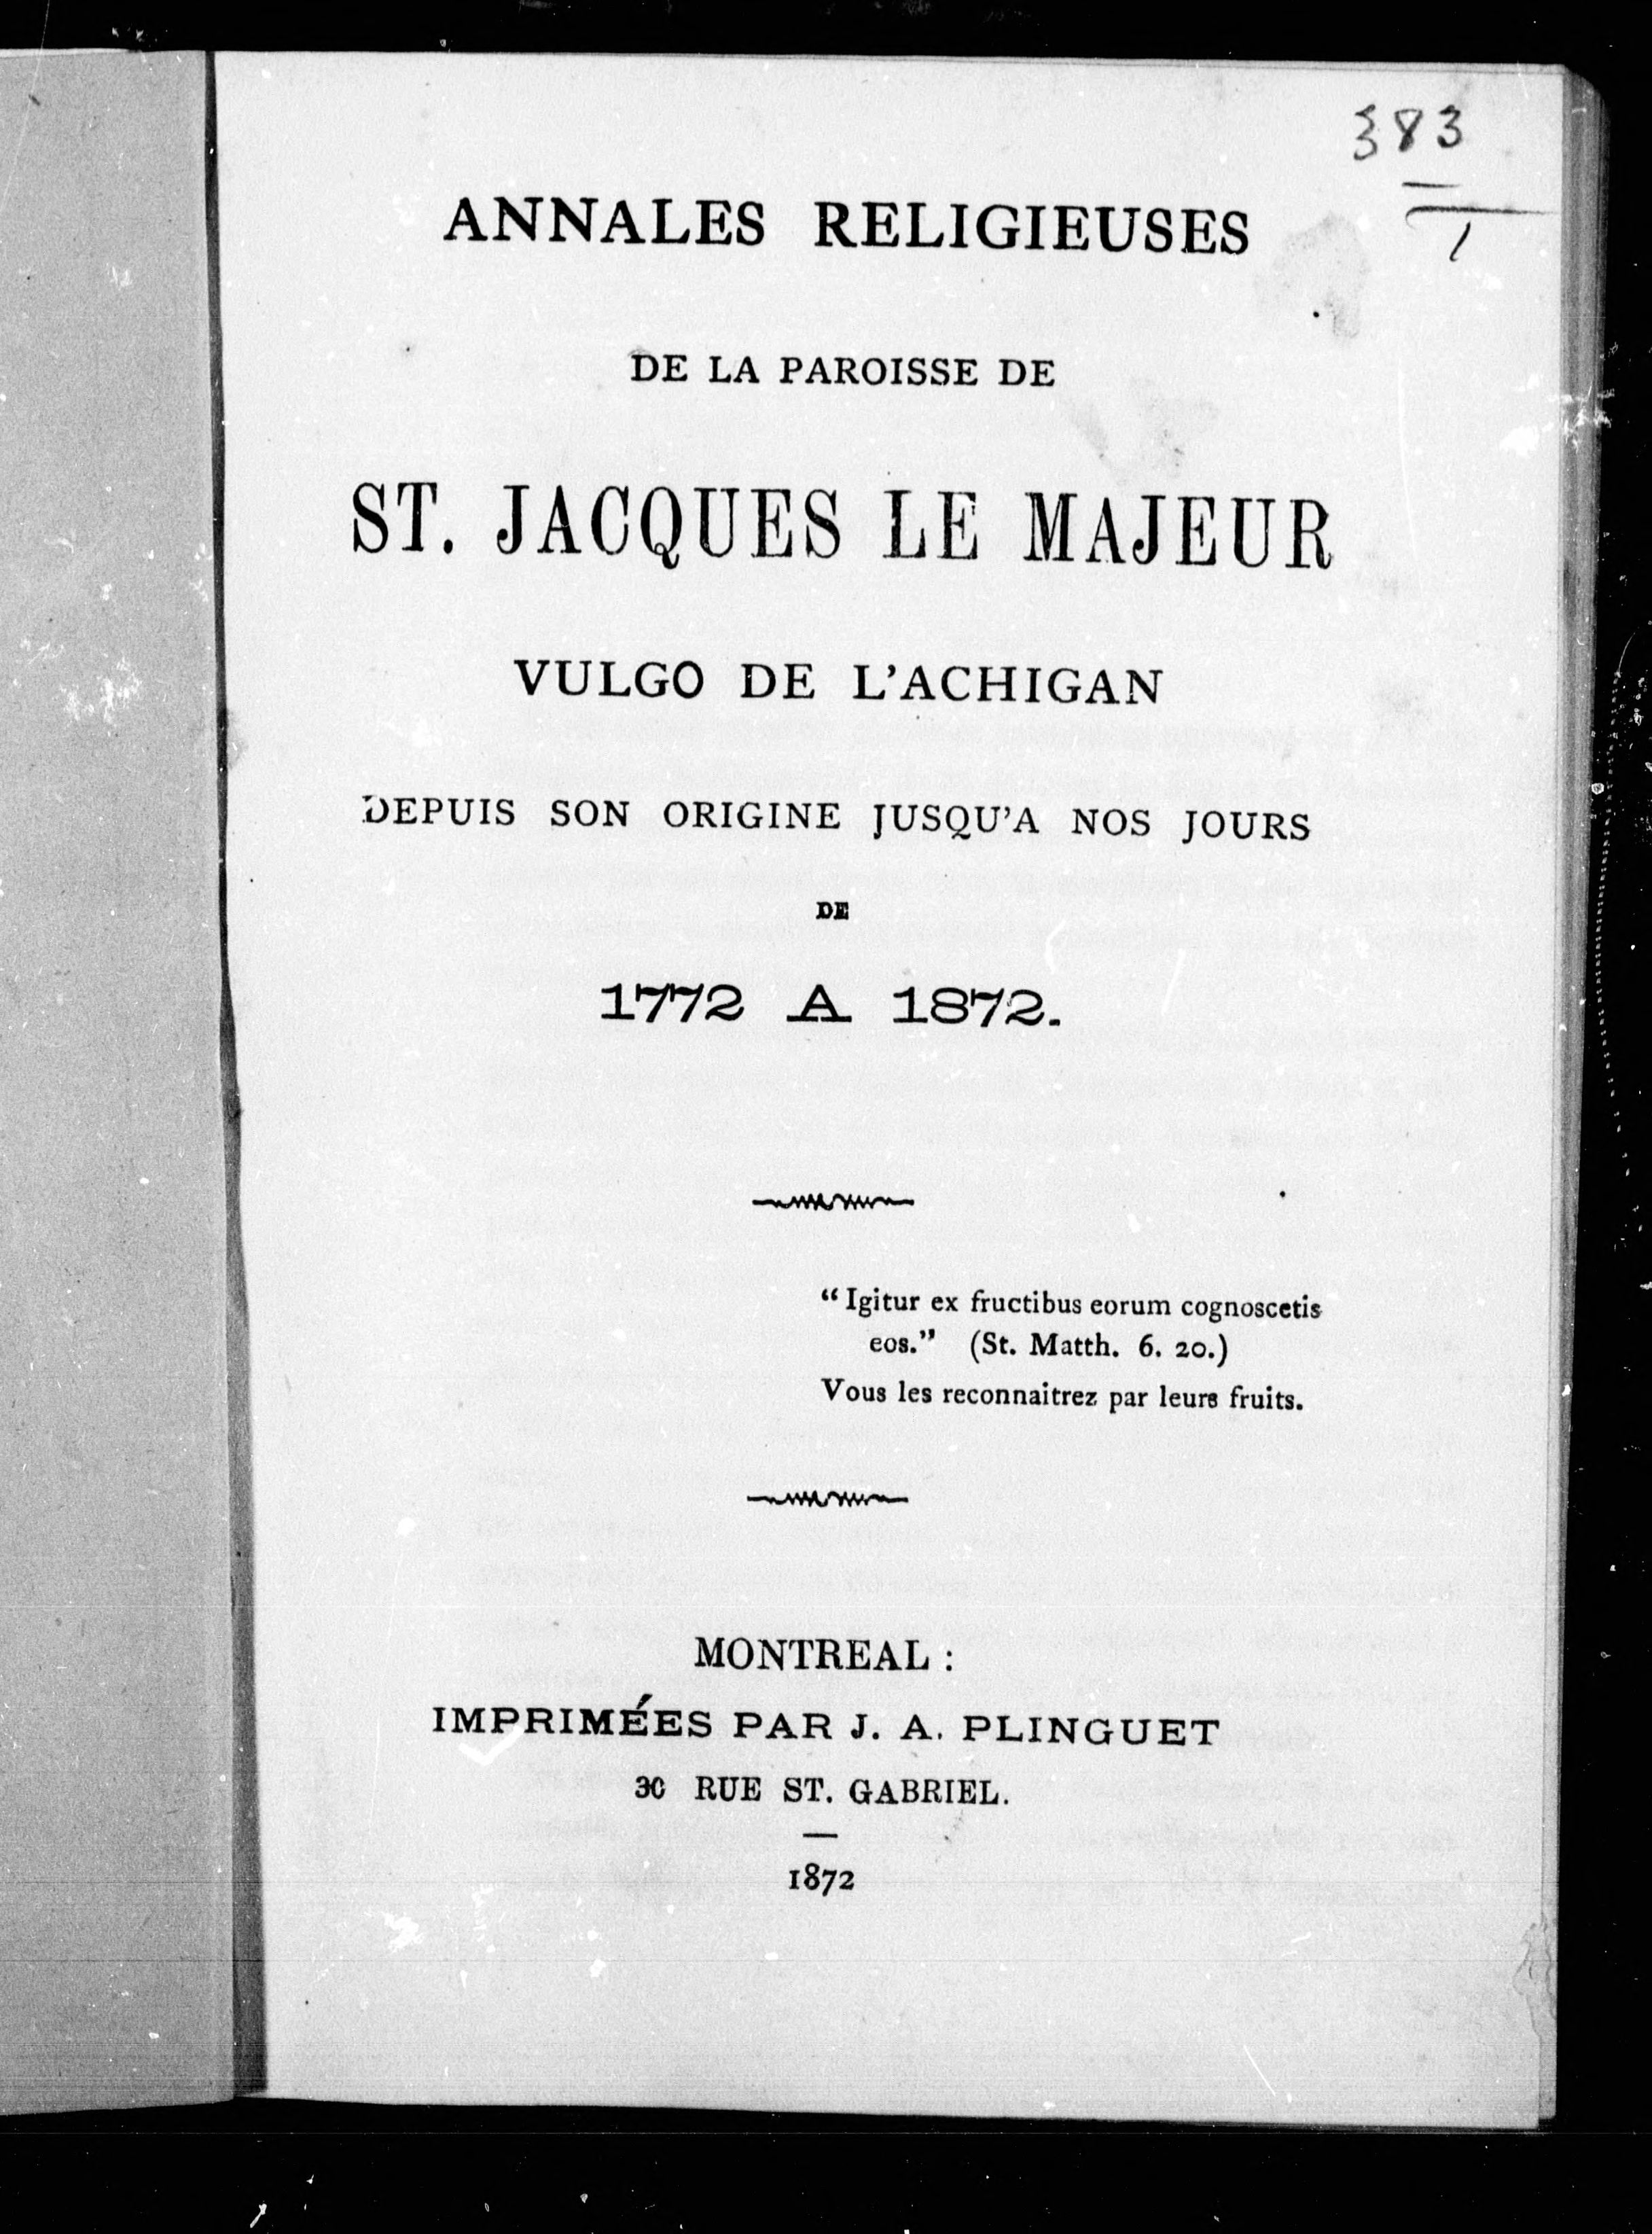 383
1
ANNALES RELIGIEUSES
DE LA PAROISSE DE
ST. JACQUES LE MAJEUR
VULGO DE L'ACHIGAN
DEPUIS SON ORIGINE JUSQU'A NOS JOURS
DE
1772 A 1872.
“Igitur ex fructibus eorum cognoscetis
eos.” (St. Matth. 6. 20.)
Vous les reconnaitrez par leurs fruits.
MONTREAL :
IMPRIMÉES PAR J. A. PLINGUET
30 RUE ST. GABRIEL.
1872